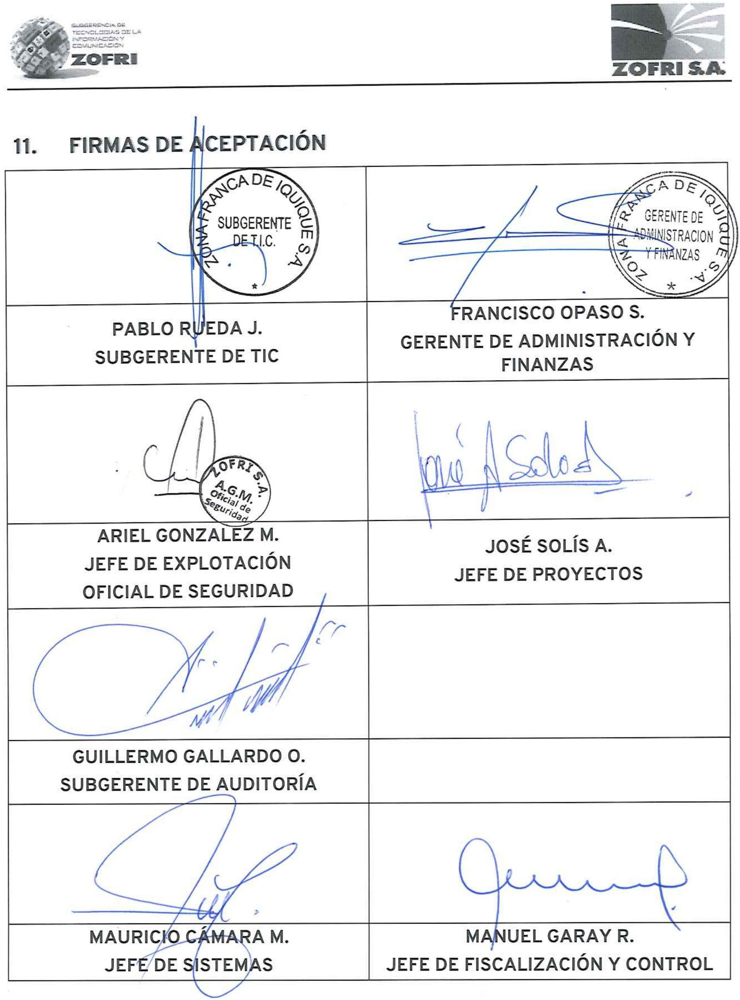 SUBGERENCIA DE
TECNOLOGIAS DE LA
INFORMACIÓN Y
COMUNICACIÓN
ZOFRI
ZOFRI S.A.
11. FIRMAS DE ACEPTACIÓN
ZONA FRANCA DE IQUIQUE S.A
SUBGERENTE
DE T.I.C.
*
ZONA FRANCA DE IQUIQUE S.A.
GERENTE DE
ADMINISTRACION
Y FINANZAS
*
PABLO RUEDA J.
SUBGERENTE DE TIC
FRANCISCO OPASO S.
GERENTE DE ADMINISTRACIÓN Y
FINANZAS
ZOFRI S.A.
A.G.M.
Oficial de
Seguridad
José A Solis
ARIEL GONZALEZ M.
JEFE DE EXPLOTACIÓN
OFICIAL DE SEGURIDAD
JOSÉ SOLÍS A.
JEFE DE PROYECTOS
GUILLERMO GALLARDO O.
SUBGERENTE DE AUDITORÍA
MAURICIO CÁMARA M.
JEFE DE SISTEMAS
MANUEL GARAY R.
JEFE DE FISCALIZACIÓN Y CONTROL